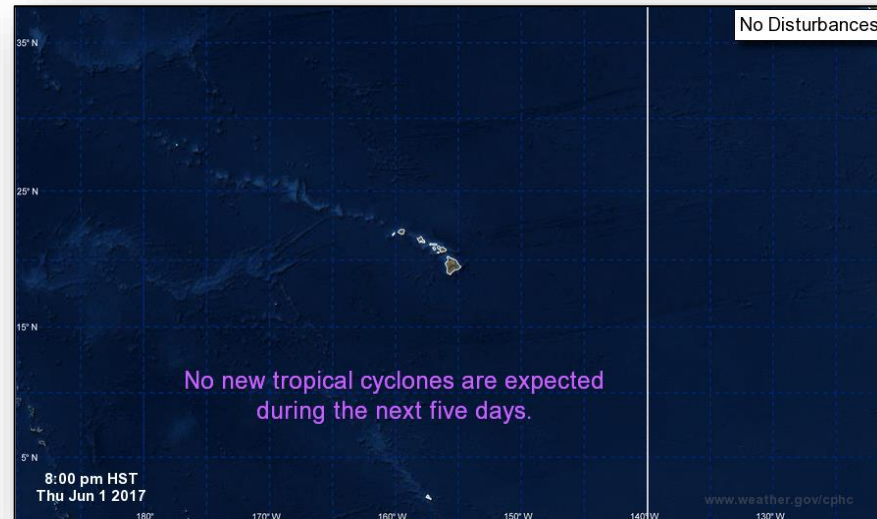 No Disturbances
35° N
25° N
15° N
No new tropical cyclones are expected
during the next five days.
5° N
8:00 pm HST
Thu Jun 1 2017
www.weather.gov/cphc
180°
170° W
160° W
150° W
140° W
130° W